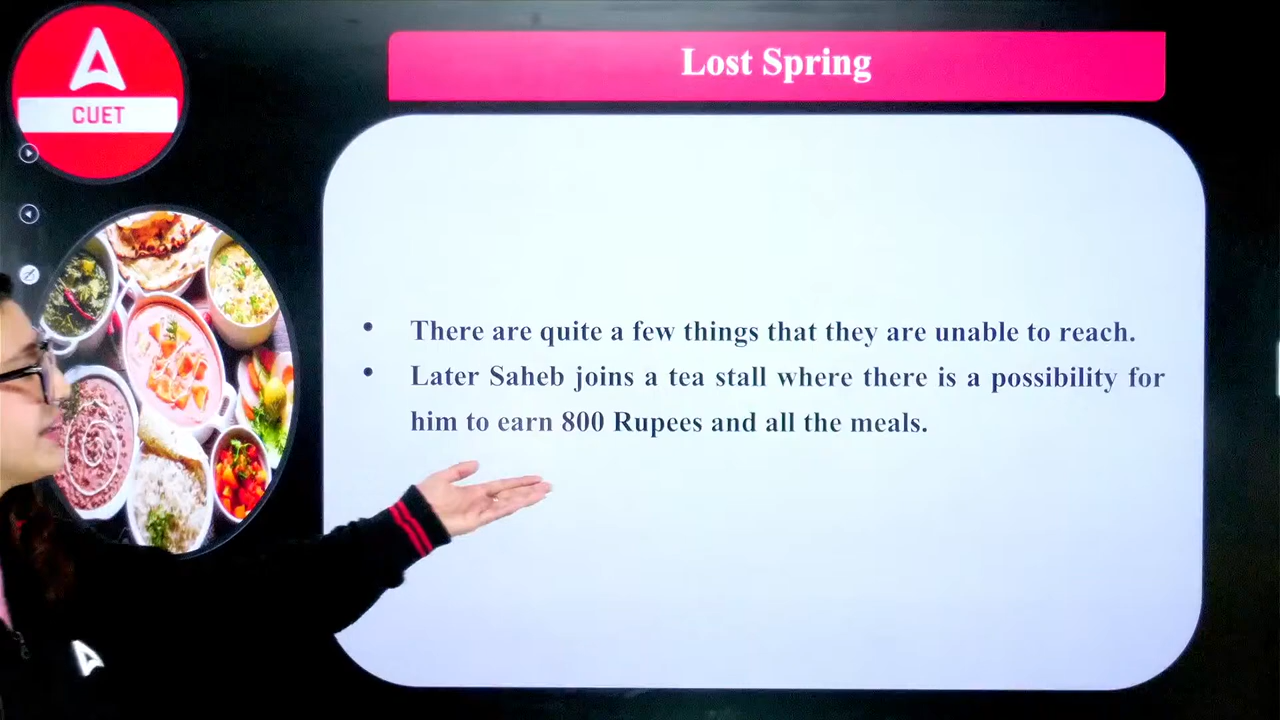 CUET
Lost Spring
• There are quite a few things that they are unable to reach.
• Later Saheb joins a tea stall where there is a possibility for
him to earn 800 Rupees and all the meals.